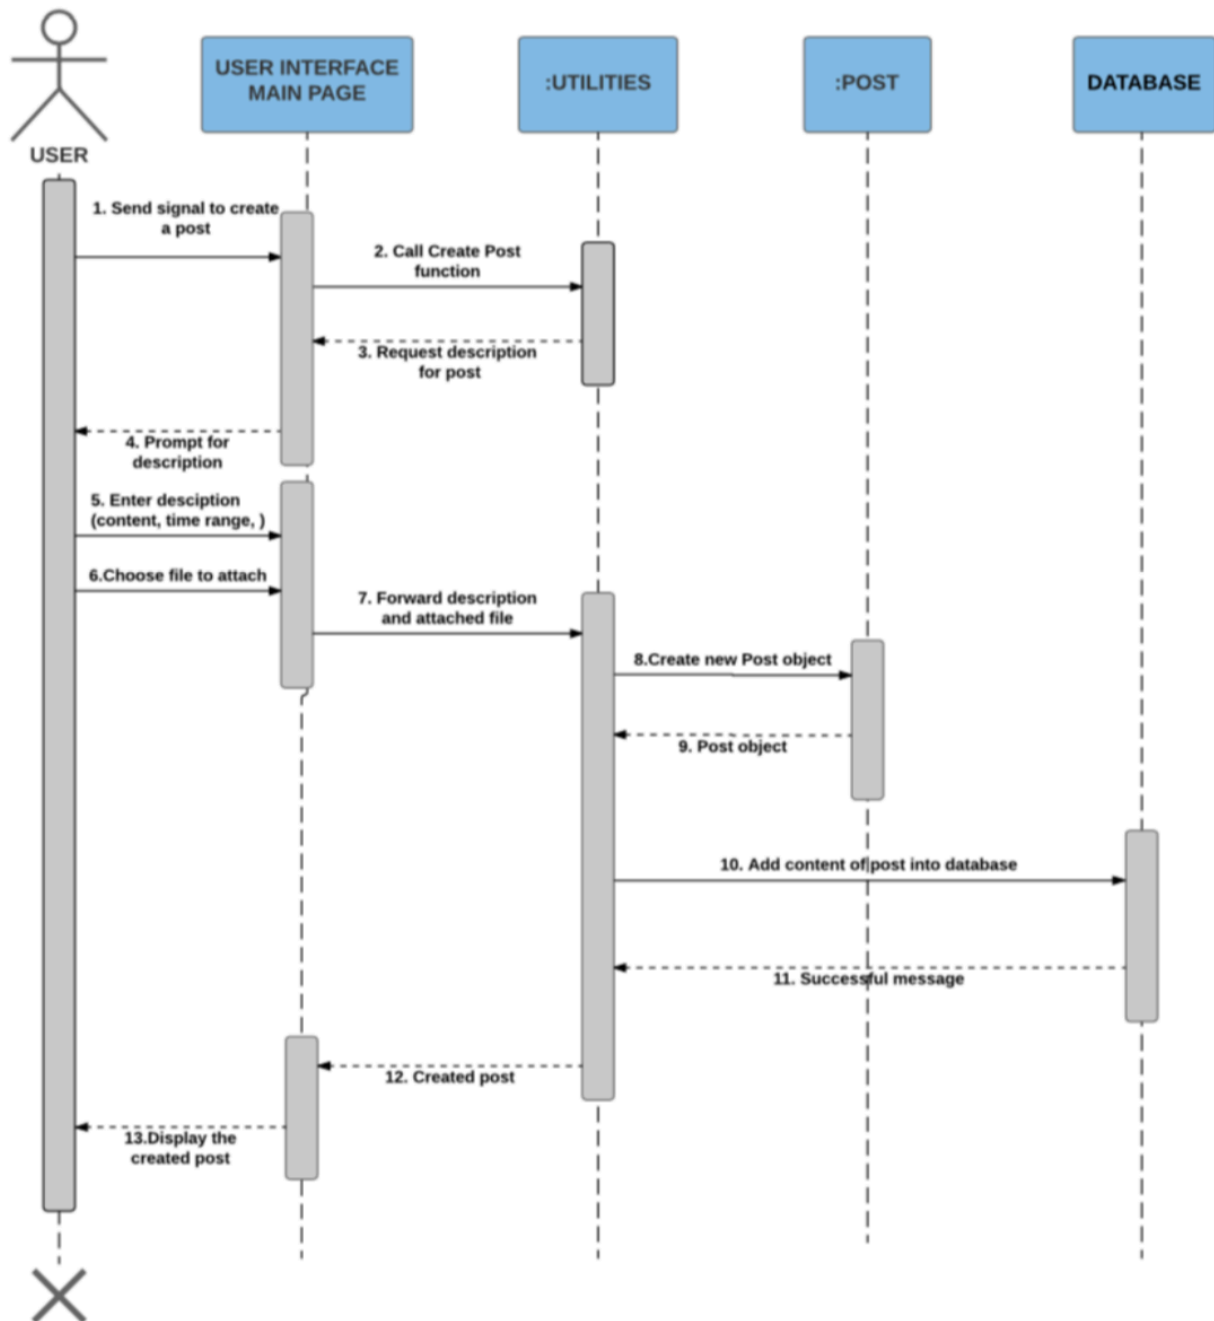 USER INTERFACE
MAIN PAGE
:UTILITIES
:POST
DATABASE
USER
1. Send signal to create
a post
2. Call Create Post
function
3. Request description
for post
4. Prompt for
description
5. Enter desciption
(content, time range, )
6.Choose file to attach
7. Forward description
and attached file
8.Create new Post object
9. Post object
10. Add content of post into database
11. Successful message
12. Created post
13.Display the
created post